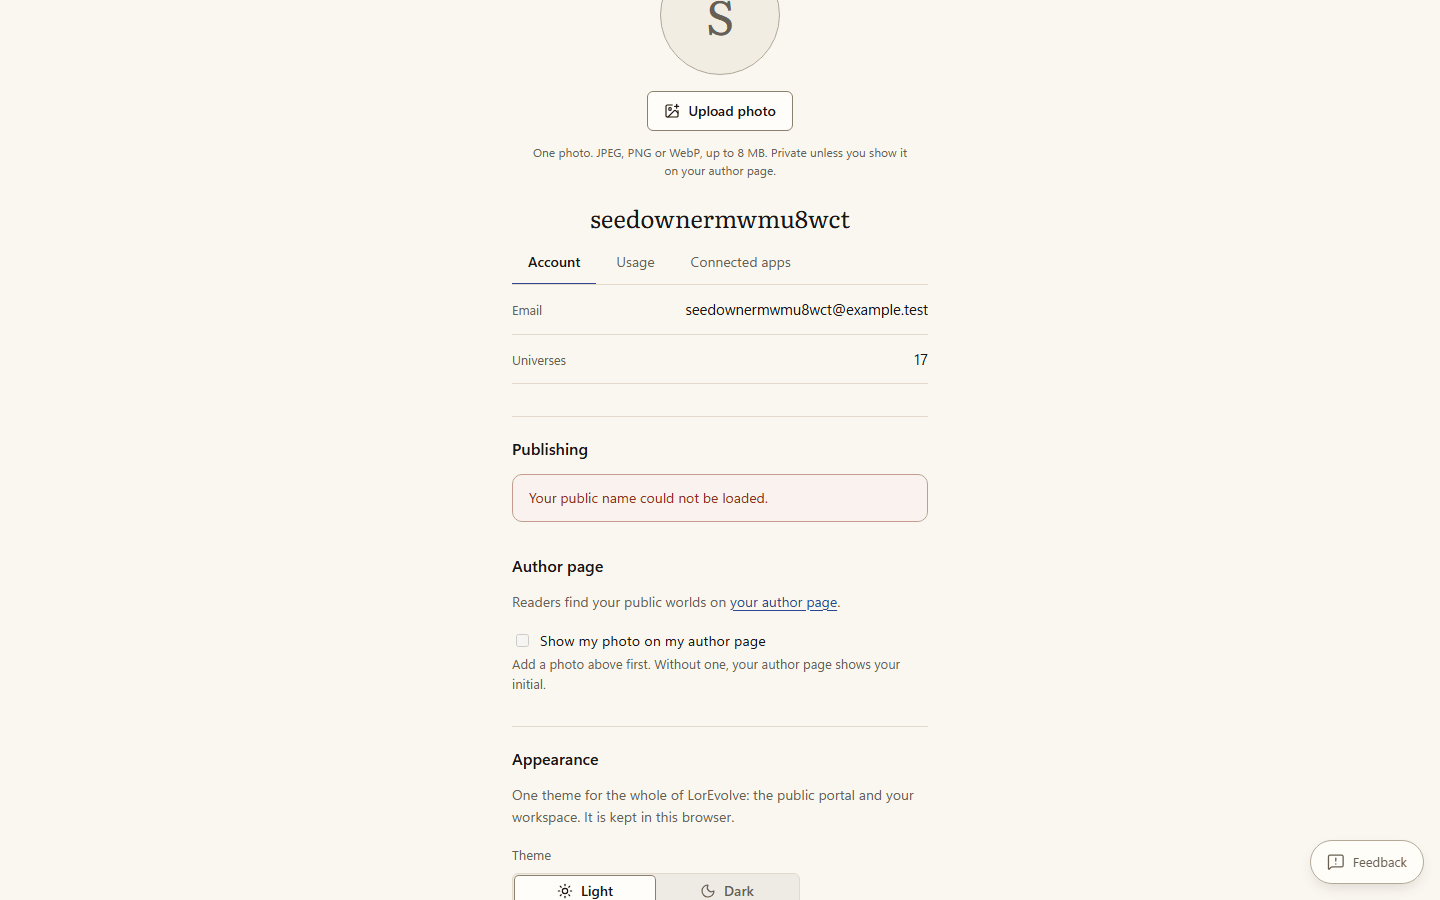 S
Upload photo
One photo. JPEG, PNG or WebP, up to 8 MB. Private unless you show it
on your author page.
seedownermwmu8wct
Account Usage Connected apps
Email seedownermwmu8wct@example.test
Universes 17
Publishing
Your public name could not be loaded.
Author page
Readers find your public worlds on your author page.
Show my photo on my author page
Add a photo above first. Without one, your author page shows your
initial.
Appearance
One theme for the whole of LorEvolve: the public portal and your
workspace. It is kept in this browser.
Theme
Light Dark
Feedback